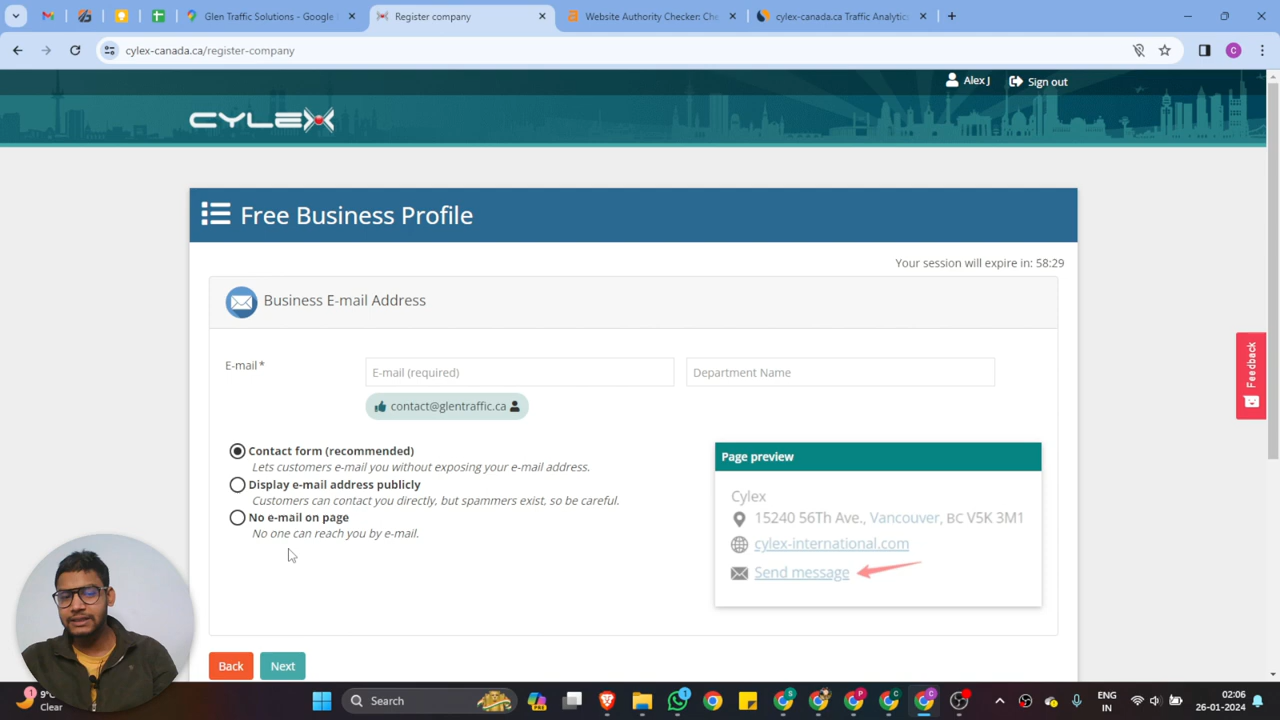 Glen Traffic Solutions - Google
Register company
Website Authority Checker: Che
cylex-canada.ca Traffic Analytics
cylex-canada.ca/register-company
C
Alex J
Sign out
CYLEX
Free Business Profile
Your session will expire in: 58:29
Business E-mail Address
E-mail*
E-mail (required)
Department Name
contact@glentraffic.ca
Contact form (recommended)
Lets customers e-mail you without exposing your e-mail address.
Display e-mail address publicly
Customers can contact you directly, but spammers exist, so be careful.
No e-mail on page
No one can reach you by e-mail.
Page preview
Cylex
15240 56Th Ave., Vancouver, BC V5K 3M1
cylex-international.com
Send message
Feedback
Back
Next
1
9°C
Clear
Search
ENG
IN
02:06
26-01-2024